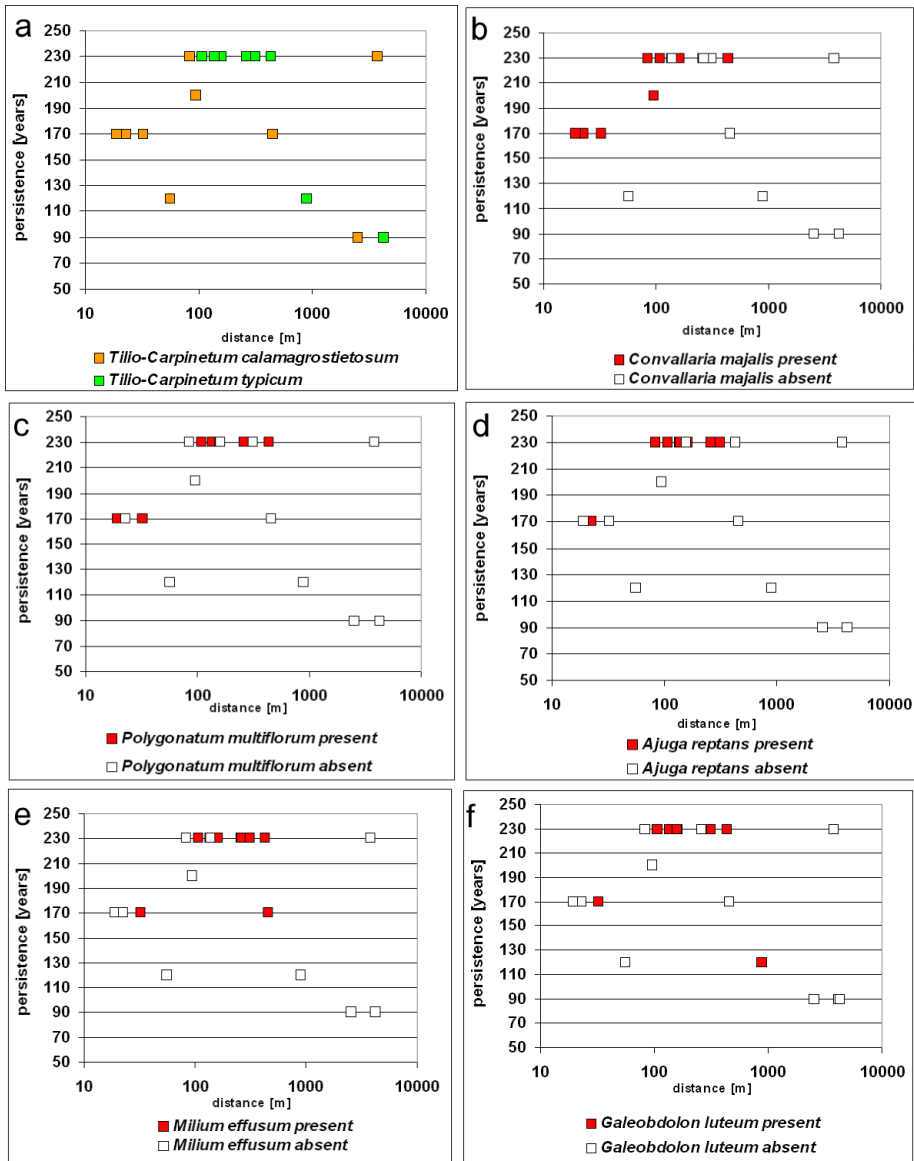 a
250
230
210
190
170
150
130
110
90
70
50
persistence [years]
10 100 1000 10000
distance [m]
Tilio-Carpinetum calamagrostietosum
Tilio-Carpinetum typicum
b
250
230
210
190
170
150
130
110
90
70
50
persistence [years]
10 100 1000 10000
distance [m]
Convallaria majalis present
Convallaria majalis absent
c
250
230
210
190
170
150
130
110
90
70
50
persistence [years]
10 100 1000 10000
distance [m]
Polygonatum multiflorum present
Polygonatum multiflorum absent
d
250
230
210
190
170
150
130
110
90
70
50
persistence [years]
10 100 1000 10000
distance [m]
Ajuga reptans present
Ajuga reptans absent
e
250
230
210
190
170
150
130
110
90
70
50
persistence [years]
10 100 1000 10000
distance [m]
Milium effusum present
Milium effusum absent
f
250
230
210
190
170
150
130
110
90
70
50
persistence [years]
10 100 1000 10000
distance [m]
Galeobdolon luteum present
Galeobdolon luteum absent